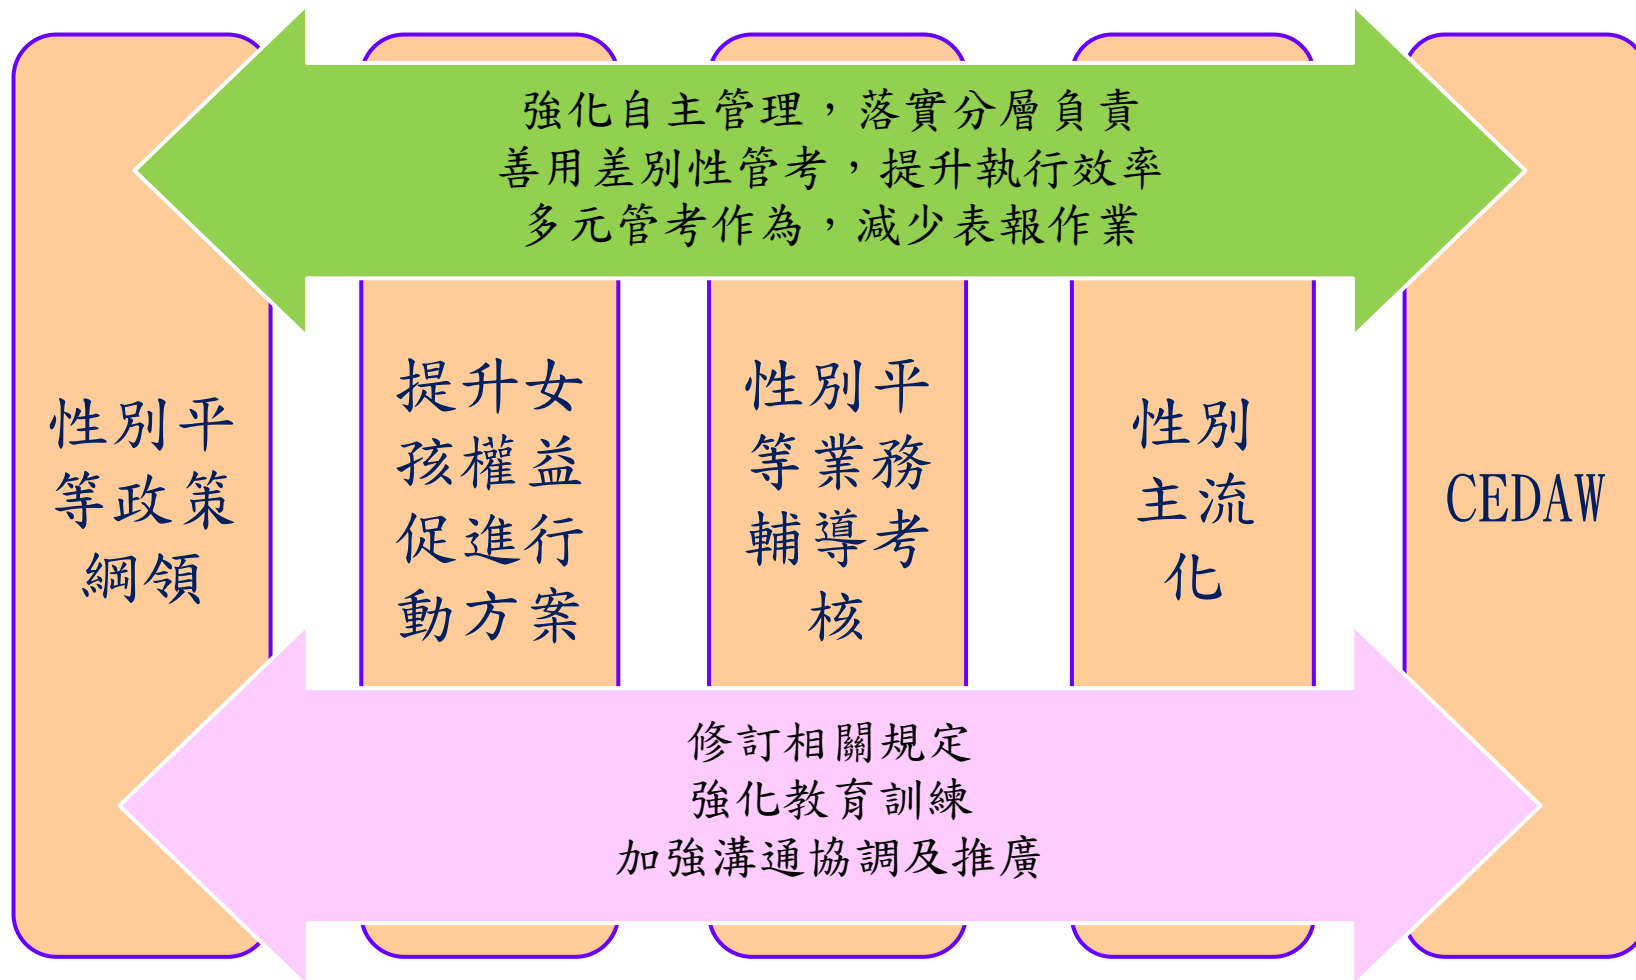 強化自主管理，落實分層負責
善用差別性管考，提升執行效率
多元管考作為，減少表報作業
性別平
等政策
綱領
提升女
孩權益
促進行
動方案
性別平
等業務
輔導考
核
性別
主流
化
CEDAW
修訂相關規定
強化教育訓練
加強溝通協調及推廣